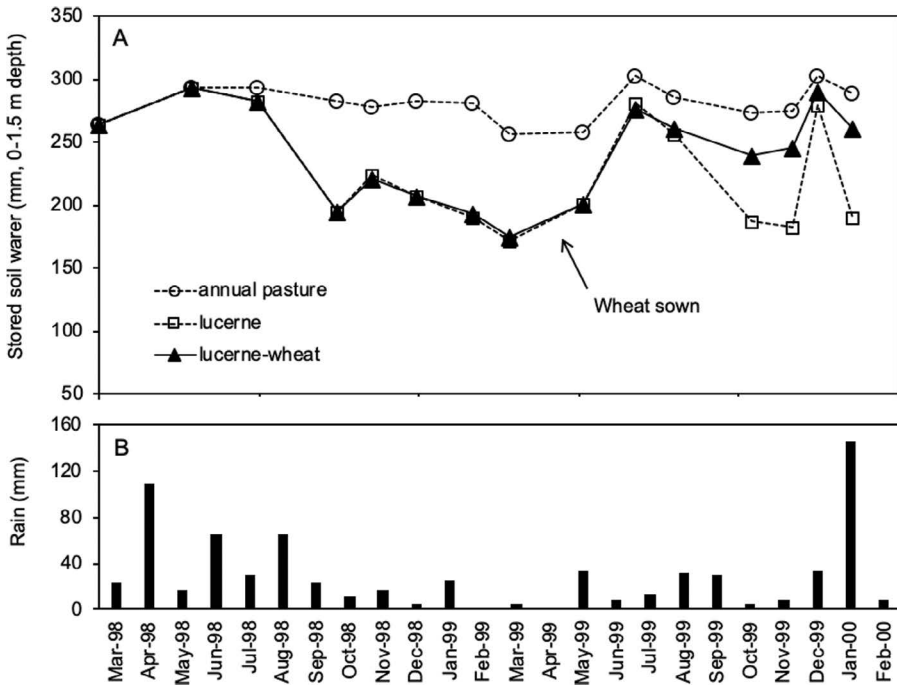 350
300
250
200
150
100
50
Stored soil warer (mm, 0-1.5 m depth)
A
annual pasture
lucerne
lucerne-wheat
Wheat sown
160
120
80
40
0
Rain (mm)
B
Mar-98
Apr-98
May-98
Jun-98
Jul-98
Aug-98
Sep-98
Oct-98
Nov-98
Dec-98
Jan-99
Feb-99
Mar-99
Apr-99
May-99
Jun-99
Jul-99
Aug-99
Sep-99
Oct-99
Nov-99
Dec-99
Jan-00
Feb-00